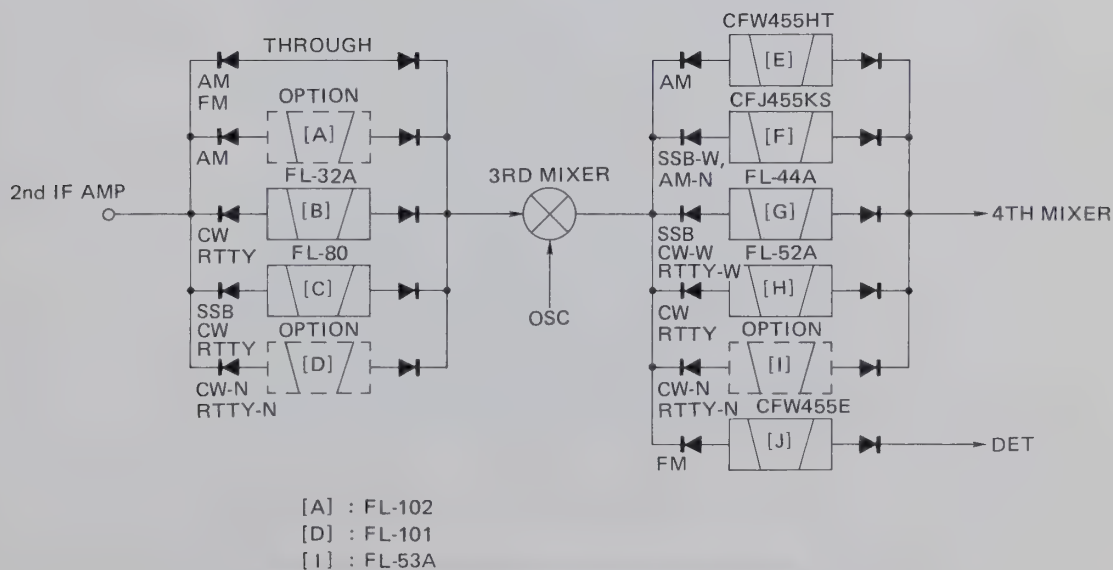 THROUGH
AM
FM
OPTION
[A]
AM
FL-32A
2nd IF AMP
[B]
CW
RTTY
FL-80
[C]
SSB
CW
RTTY
OPTION
[D]
CW-N
RTTY-N
3RD MIXER
OSC
CFW455HT
[E]
AM
CFJ455KS
[F]
SSB-W,
AM-N
FL-44A
[G]
4TH MIXER
SSB
CW-W
RTTY-W
FL-52A
[H]
CW
RTTY
OPTION
[I]
CW-N
RTTY-N
CFW455E
[J]
FM
DET
[A] : FL-102
[D] : FL-101
[I] : FL-53A